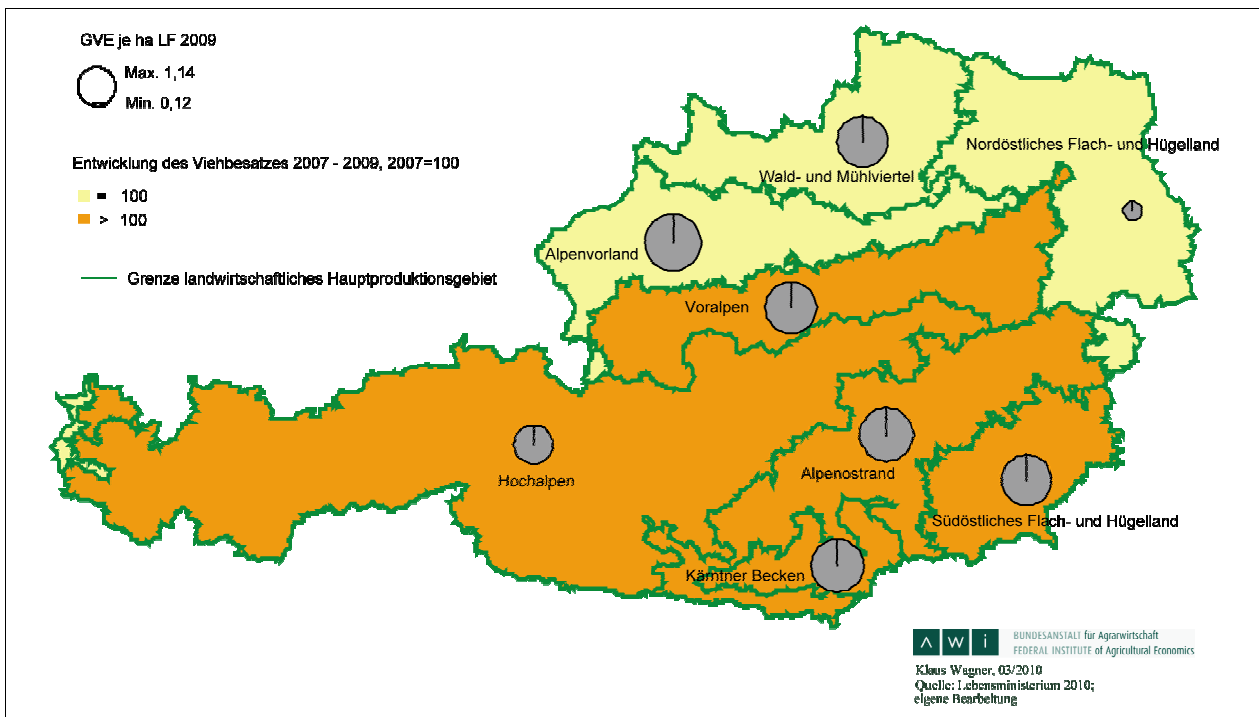 GVE je ha LF 2009
Max. 1,14
Min. 0,12
Entwicklung des Viehbesatzes 2007 - 2009, 2007=100
= 100
> 100
Grenze landwirtschaftliches Hauptproduktionsgebiet
Nordöstliches Flach- und Hügelland
Wald- und Mühlviertel
Alpenvorland
Voralpen
Hochalpen
Alpenostrand
Südöstliches Flach- und Hügelland
Kärntner Becken
AWI BUNDESANSTALT für Agrarwirtschaft
FEDERAL INSTITUTE of Agricultural Economics
Klaus Wagner, 03/2010
Quelle: Lebensministerium 2010;
eigene Bearbeitung